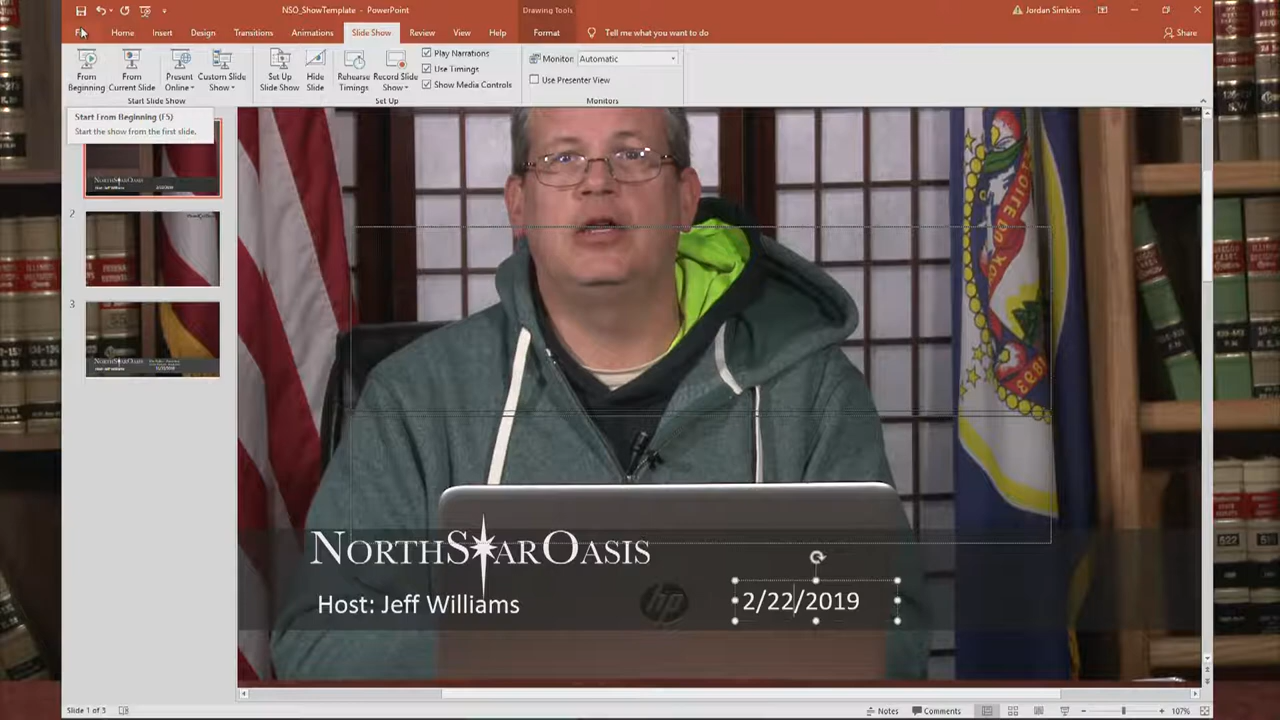 NSO_ShowTemplate - PowerPoint
Drawing Tools
Jordan Simkins
Home Insert Design Transitions Animations Slide Show Review View Help Format
Tell me what you want to do
Share
From Beginning
From Current Slide
Present Online
Custom Slide Show
Set Up Slide Show
Hide Slide
Rehearse Timings
Record Slide Show
Play Narrations
Use Timings
Show Media Controls
Monitor: Automatic
Use Presenter View
Start Slide Show
Set Up
Monitors
Start From Beginning (F5)
Start the show from the first slide.
2
3
1893
NORTHSTAROASIS
Host: Jeff Williams
2/22/2019
hp
Slide 1 of 3
Notes
Comments
107%